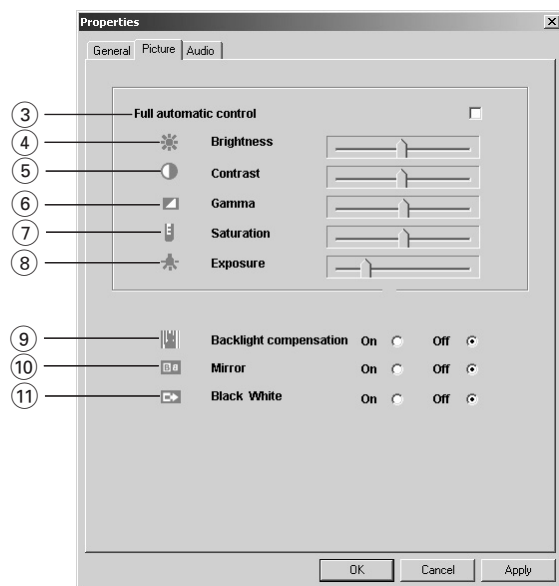 Properties
General Picture Audio
3 Full automatic control
4 Brightness
5 Contrast
6 Gamma
7 Saturation
8 Exposure
9 Backlight compensation On Off
10 Mirror On Off
11 Black White On Off
OK Cancel Apply